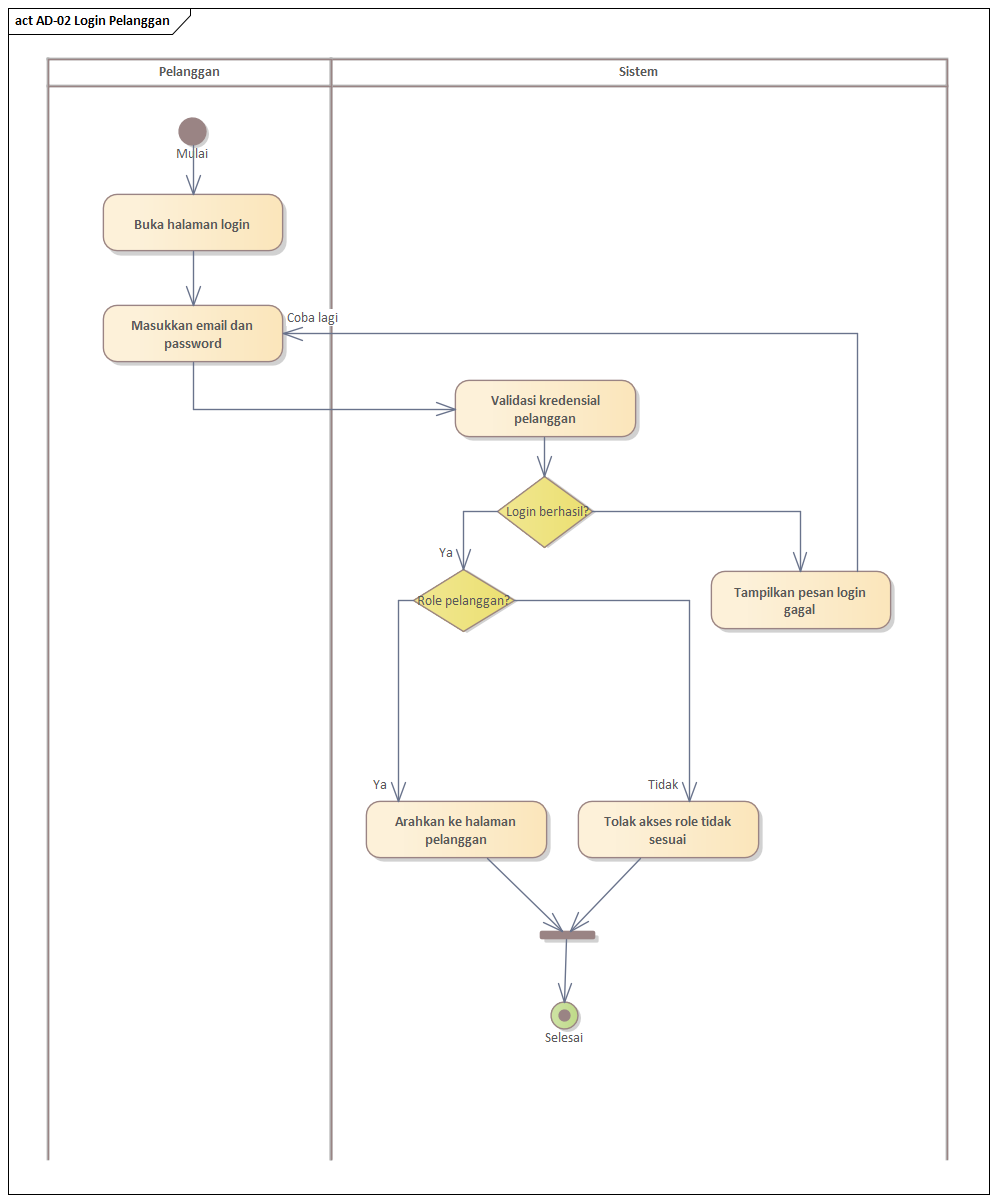 act AD-02 Login Pelanggan
Pelanggan
Sistem
Mulai
Buka halaman login
Masukkan email dan
password
Coba lagi
Validasi kredensial
pelanggan
Login berhasil?
Ya
Role pelanggan?
Tampilkan pesan login
gagal
Ya
Tidak
Arahkan ke halaman
pelanggan
Tolak akses role tidak
sesuai
Selesai